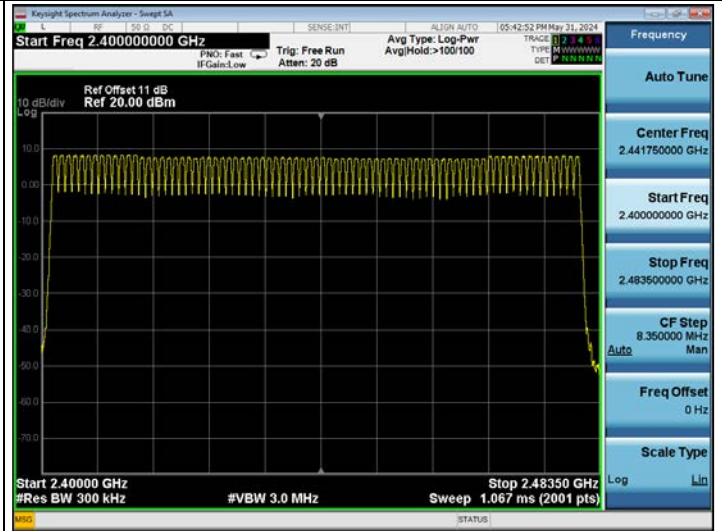 Keysight Spectrum Analyzer - Swept SA
L RF 50 Ω DC SENSE:INT ALIGN AUTO 05:42:52 PM May 31, 2024
Start Freq 2.400000000 GHz
PNO: Fast
IFGain:Low
Trig: Free Run
Atten: 20 dB
Avg Type: Log-Pwr
Avg|Hold:>100/100
TRACE 1 2 3 4 5 6
TYPE M WWWWW
DET P NNNNN
Ref Offset 11 dB
10 dB/div Ref 20.00 dBm
Log
10.0
0.00
-10.0
-20.0
-30.0
-40.0
-50.0
-60.0
-70.0
Start 2.40000 GHz Stop 2.48350 GHz
#Res BW 300 kHz #VBW 3.0 MHz Sweep 1.067 ms (2001 pts)
MSG STATUS
Frequency
Auto Tune
Center Freq
2.441750000 GHz
Start Freq
2.400000000 GHz
Stop Freq
2.483500000 GHz
CF Step
8.350000 MHz
Auto Man
Freq Offset
0 Hz
Scale Type
Log Lin